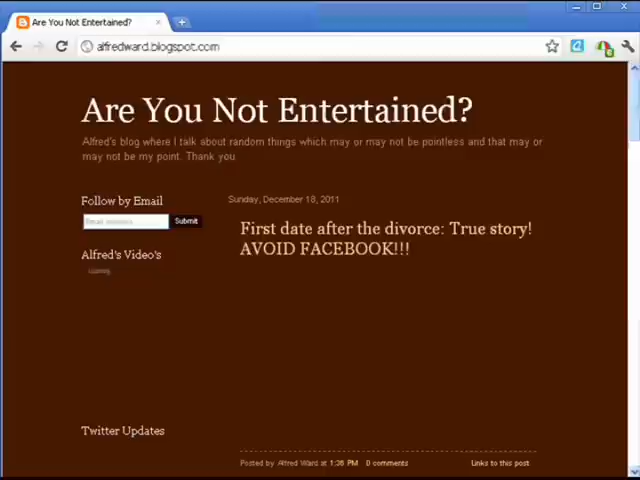 Are You Not Entertained?
alfredward.blogspot.com
Are You Not Entertained?
Alfred's blog where I talk about random things which may or may not be pointless and that may or
may not be my point. Thank you
Follow by Email
Submit
Alfred's Video's
Sunday, December 18, 2011
First date after the divorce: True story!
AVOID FACEBOOK!!!
Twitter Updates
Posted by Alfred Ward at 1:36 PM 0 comments Links to this post